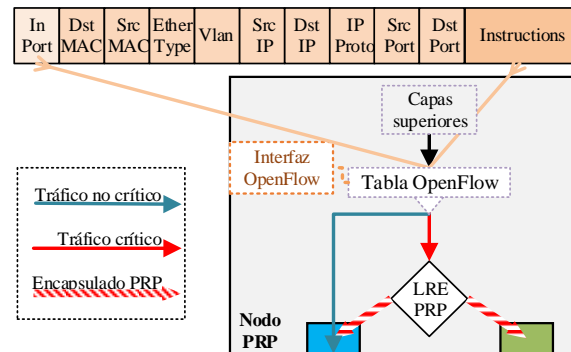 In Port
Dst MAC
Src MAC
Ether Type
Vlan
Src IP
Dst IP
IP Proto
Src Port
Dst Port
Instructions
Capas
superiores
Interfaz
OpenFlow
Tabla OpenFlow
Tráfico no crítico
Tráfico crítico
Encapsulado PRP
LRE
PRP
Nodo
PRP